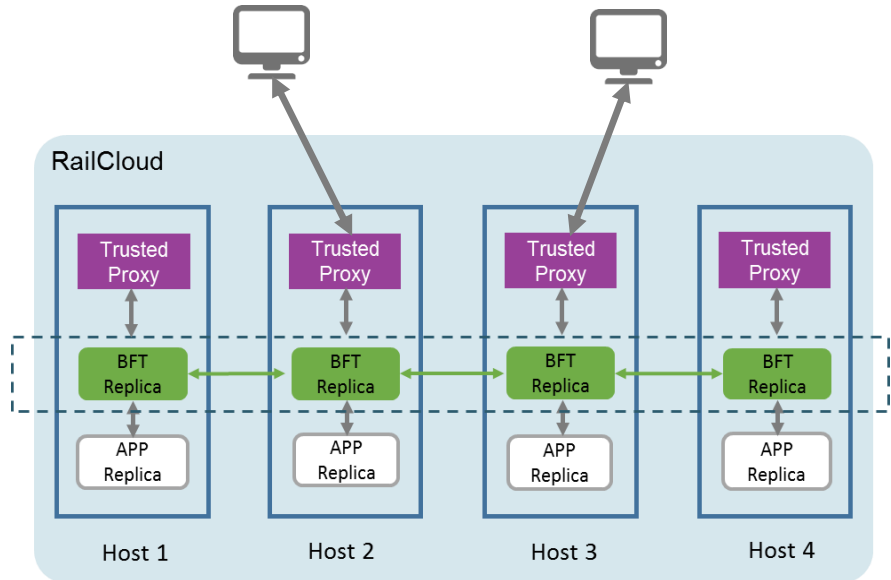 RailCloud
Trusted
Proxy
Trusted
Proxy
Trusted
Proxy
Trusted
Proxy
BFT
Replica
BFT
Replica
BFT
Replica
BFT
Replica
APP
Replica
APP
Replica
APP
Replica
APP
Replica
Host 1
Host 2
Host 3
Host 4